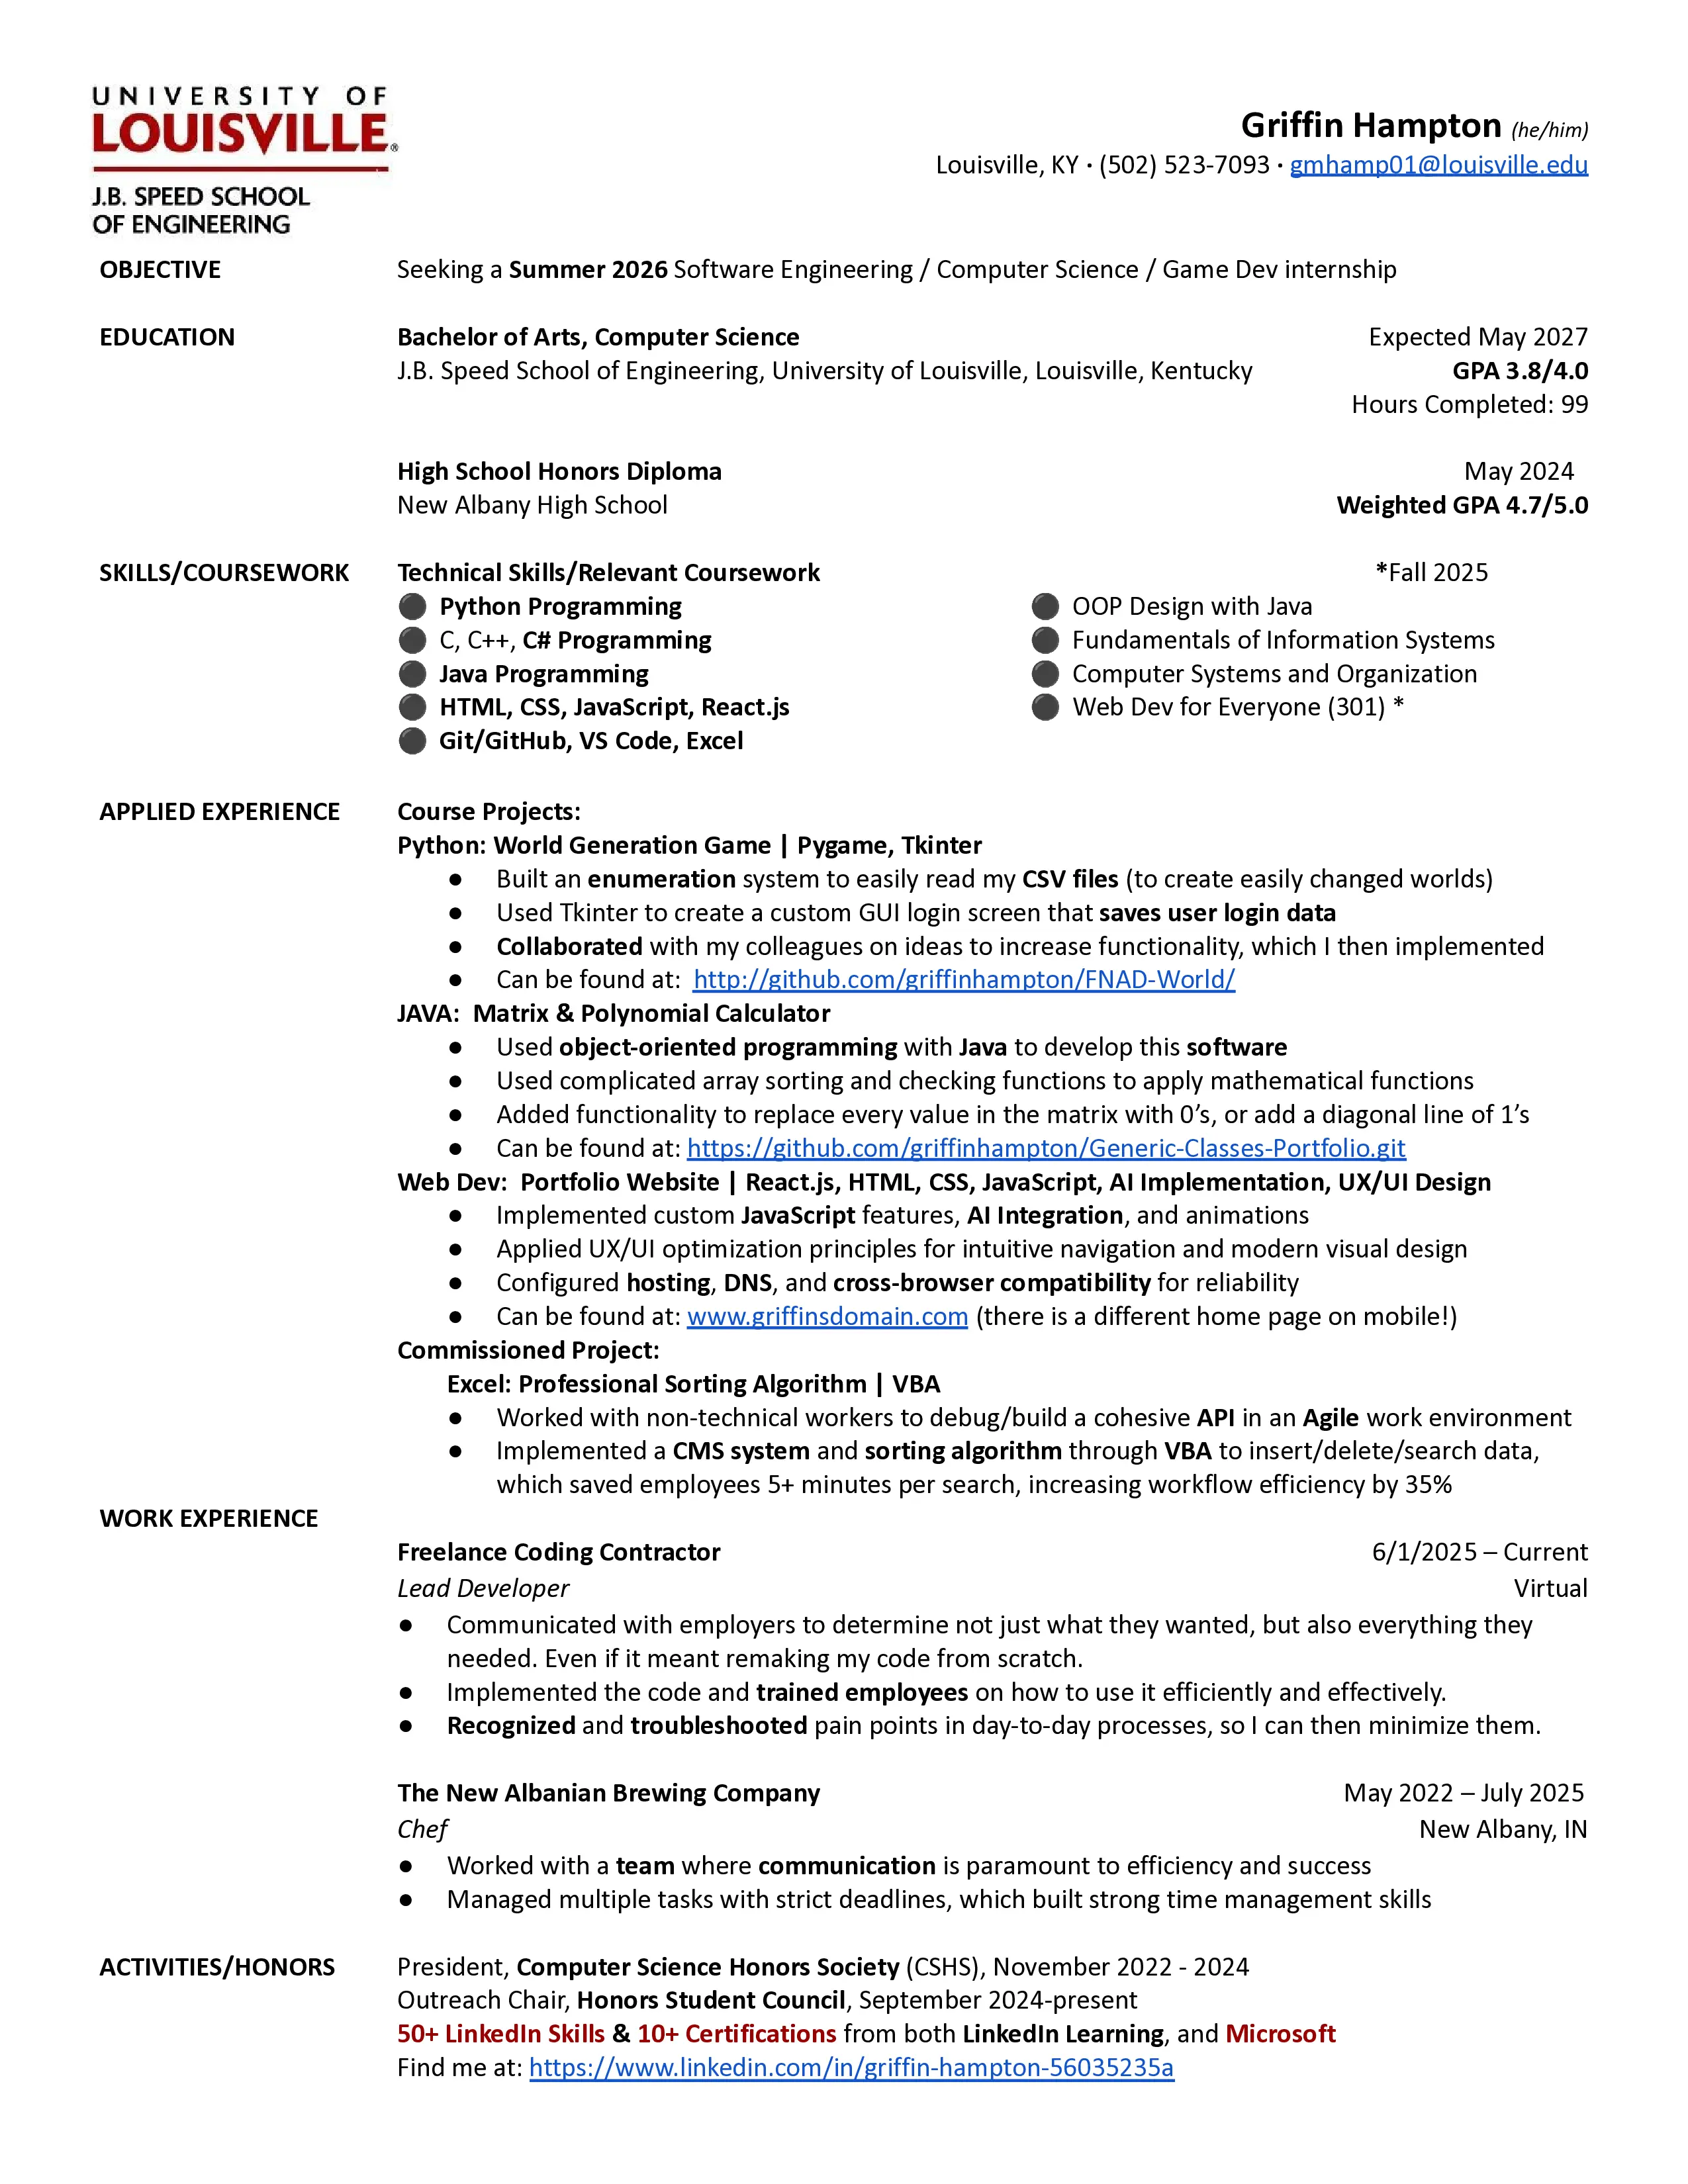 UNIVERSITY OF
LOUISVILLE®
J.B. SPEED SCHOOL
OF ENGINEERING
Griffin Hampton (he/him)
Louisville, KY · (502) 523-7093 · gmhamp01@louisville.edu
OBJECTIVE Seeking a Summer 2026 Software Engineering / Computer Science / Game Dev internship
EDUCATION Bachelor of Arts, Computer Science Expected May 2027
J.B. Speed School of Engineering, University of Louisville, Louisville, Kentucky GPA 3.8/4.0
Hours Completed: 99
High School Honors Diploma May 2024
New Albany High School Weighted GPA 4.7/5.0
SKILLS/COURSEWORK Technical Skills/Relevant Coursework *Fall 2025
● Python Programming ● OOP Design with Java
● C, C++, C# Programming ● Fundamentals of Information Systems
● Java Programming ● Computer Systems and Organization
● HTML, CSS, JavaScript, React.js ● Web Dev for Everyone (301) *
● Git/GitHub, VS Code, Excel
APPLIED EXPERIENCE Course Projects:
Python: World Generation Game | Pygame, Tkinter
● Built an enumeration system to easily read my CSV files (to create easily changed worlds)
● Used Tkinter to create a custom GUI login screen that saves user login data
● Collaborated with my colleagues on ideas to increase functionality, which I then implemented
● Can be found at: http://github.com/griffinhampton/FNAD-World/
JAVA: Matrix & Polynomial Calculator
● Used object-oriented programming with Java to develop this software
● Used complicated array sorting and checking functions to apply mathematical functions
● Added functionality to replace every value in the matrix with 0’s, or add a diagonal line of 1’s
● Can be found at: https://github.com/griffinhampton/Generic-Classes-Portfolio.git
Web Dev: Portfolio Website | React.js, HTML, CSS, JavaScript, AI Implementation, UX/UI Design
● Implemented custom JavaScript features, AI Integration, and animations
● Applied UX/UI optimization principles for intuitive navigation and modern visual design
● Configured hosting, DNS, and cross-browser compatibility for reliability
● Can be found at: www.griffinsdomain.com (there is a different home page on mobile!)
Commissioned Project:
Excel: Professional Sorting Algorithm | VBA
● Worked with non-technical workers to debug/build a cohesive API in an Agile work environment
● Implemented a CMS system and sorting algorithm through VBA to insert/delete/search data,
which saved employees 5+ minutes per search, increasing workflow efficiency by 35%
WORK EXPERIENCE
Freelance Coding Contractor 6/1/2025 – Current
Lead Developer Virtual
● Communicated with employers to determine not just what they wanted, but also everything they
needed. Even if it meant remaking my code from scratch.
● Implemented the code and trained employees on how to use it efficiently and effectively.
● Recognized and troubleshooted pain points in day-to-day processes, so I can then minimize them.
The New Albanian Brewing Company May 2022 – July 2025
Chef New Albany, IN
● Worked with a team where communication is paramount to efficiency and success
● Managed multiple tasks with strict deadlines, which built strong time management skills
ACTIVITIES/HONORS President, Computer Science Honors Society (CSHS), November 2022 - 2024
Outreach Chair, Honors Student Council, September 2024-present
50+ LinkedIn Skills & 10+ Certifications from both LinkedIn Learning, and Microsoft
Find me at: https://www.linkedin.com/in/griffin-hampton-56035235a